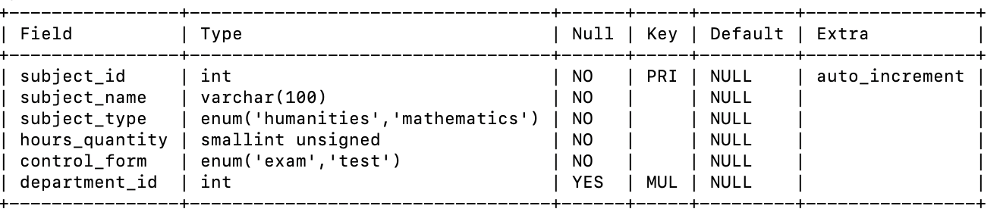 +----------------+----------------------------------+------+-----+---------+----------------+
| Field          | Type                             | Null | Key | Default | Extra          |
+----------------+----------------------------------+------+-----+---------+----------------+
| subject_id     | int                              | NO   | PRI | NULL    | auto_increment |
| subject_name   | varchar(100)                     | NO   |     | NULL    |                |
| subject_type   | enum('humanities','mathematics') | NO   |     | NULL    |                |
| hours_quantity | smallint unsigned                | NO   |     | NULL    |                |
| control_form   | enum('exam','test')              | NO   |     | NULL    |                |
| department_id  | int                              | YES  | MUL | NULL    |                |
+----------------+----------------------------------+------+-----+---------+----------------+